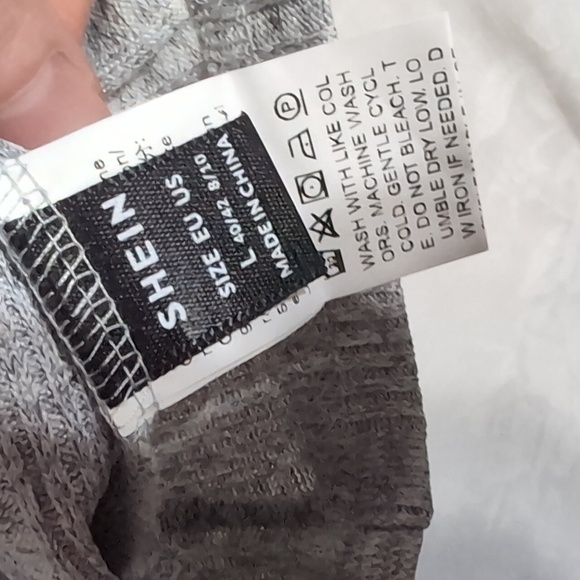 SHEIN
SIZE EU US
L 40/42 8/10
MADE IN CHINA
P
WASH WITH LIKE COL
ORS. MACHINE WASH
COLD. GENTLE CYCL
E. DO NOT BLEACH. T
UMBLE DRY LOW. LO
W IRON IF NEEDED. D